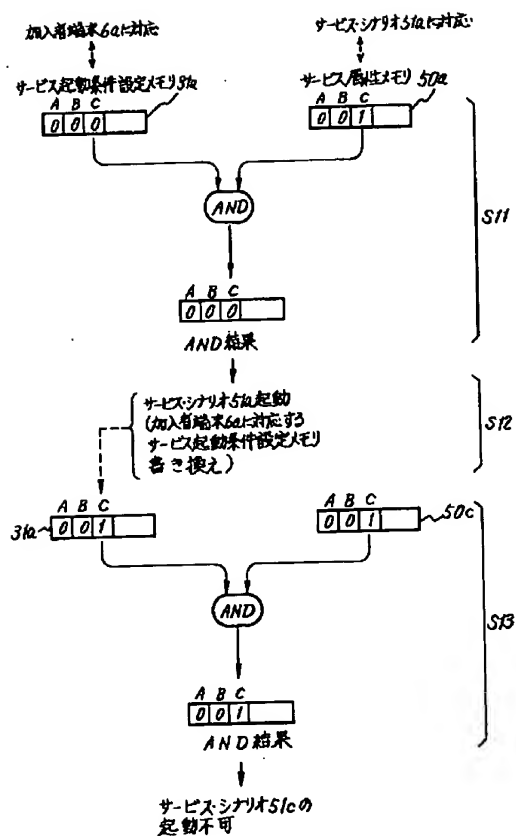 加入者端末6aに対応
サービス・シナリオ51aに対応
サービス起動条件設定メモリ31a
サービス属性メモリ 50a
A B C
0 0 0
A B C
0 0 1
AND
S11
A B C
0 0 0
AND結果
サービス・シナリオ51a起動
(加入者端末6aに対応する
サービス起動条件設定メモリ
書き換え)
S12
A B C
31a 0 0 1
A B C
0 0 1 50c
AND
S13
A B C
0 0 1
AND結果
サービス・シナリオ51cの
起動不可